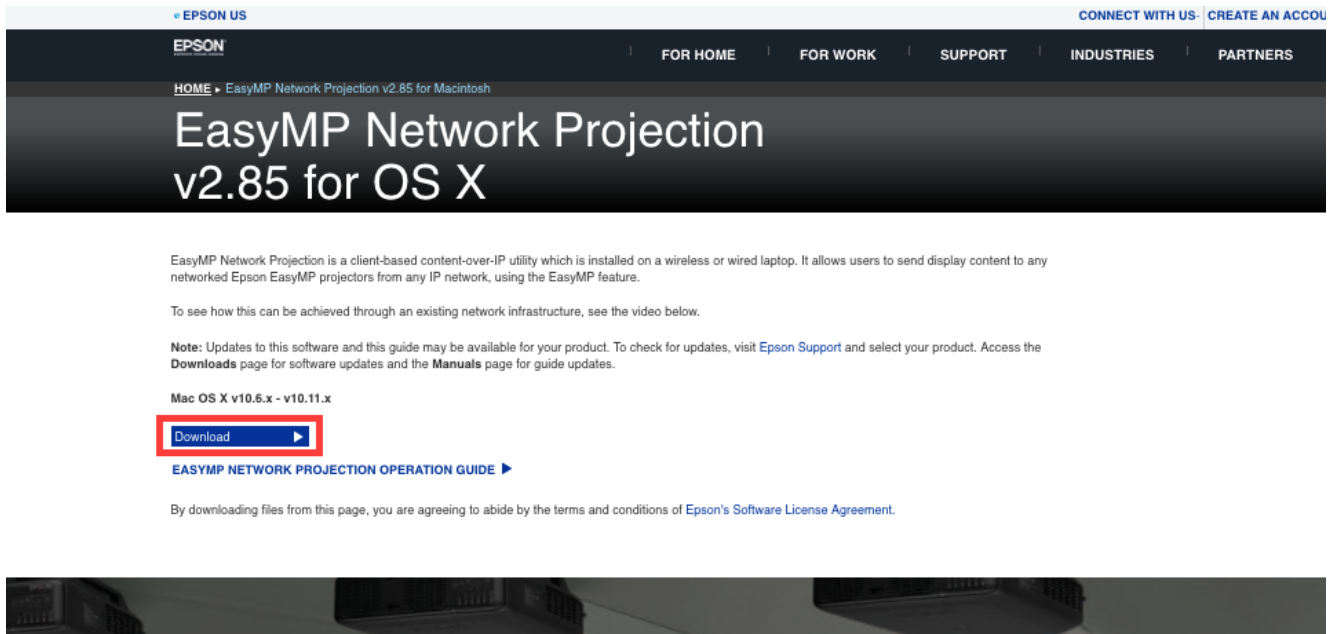 EPSON US
CONNECT WITH US- CREATE AN ACCOU
EPSON
FOR HOME FOR WORK SUPPORT INDUSTRIES PARTNERS
HOME ▸ EasyMP Network Projection v2.85 for Macintosh
EasyMP Network Projection
v2.85 for OS X
EasyMP Network Projection is a client-based content-over-IP utility which is installed on a wireless or wired laptop. It allows users to send display content to any
networked Epson EasyMP projectors from any IP network, using the EasyMP feature.
To see how this can be achieved through an existing network infrastructure, see the video below.
Note: Updates to this software and this guide may be available for your product. To check for updates, visit Epson Support and select your product. Access the
Downloads page for software updates and the Manuals page for guide updates.
Mac OS X v10.6.x - v10.11.x
Download
EASYMP NETWORK PROJECTION OPERATION GUIDE
By downloading files from this page, you are agreeing to abide by the terms and conditions of Epson's Software License Agreement.